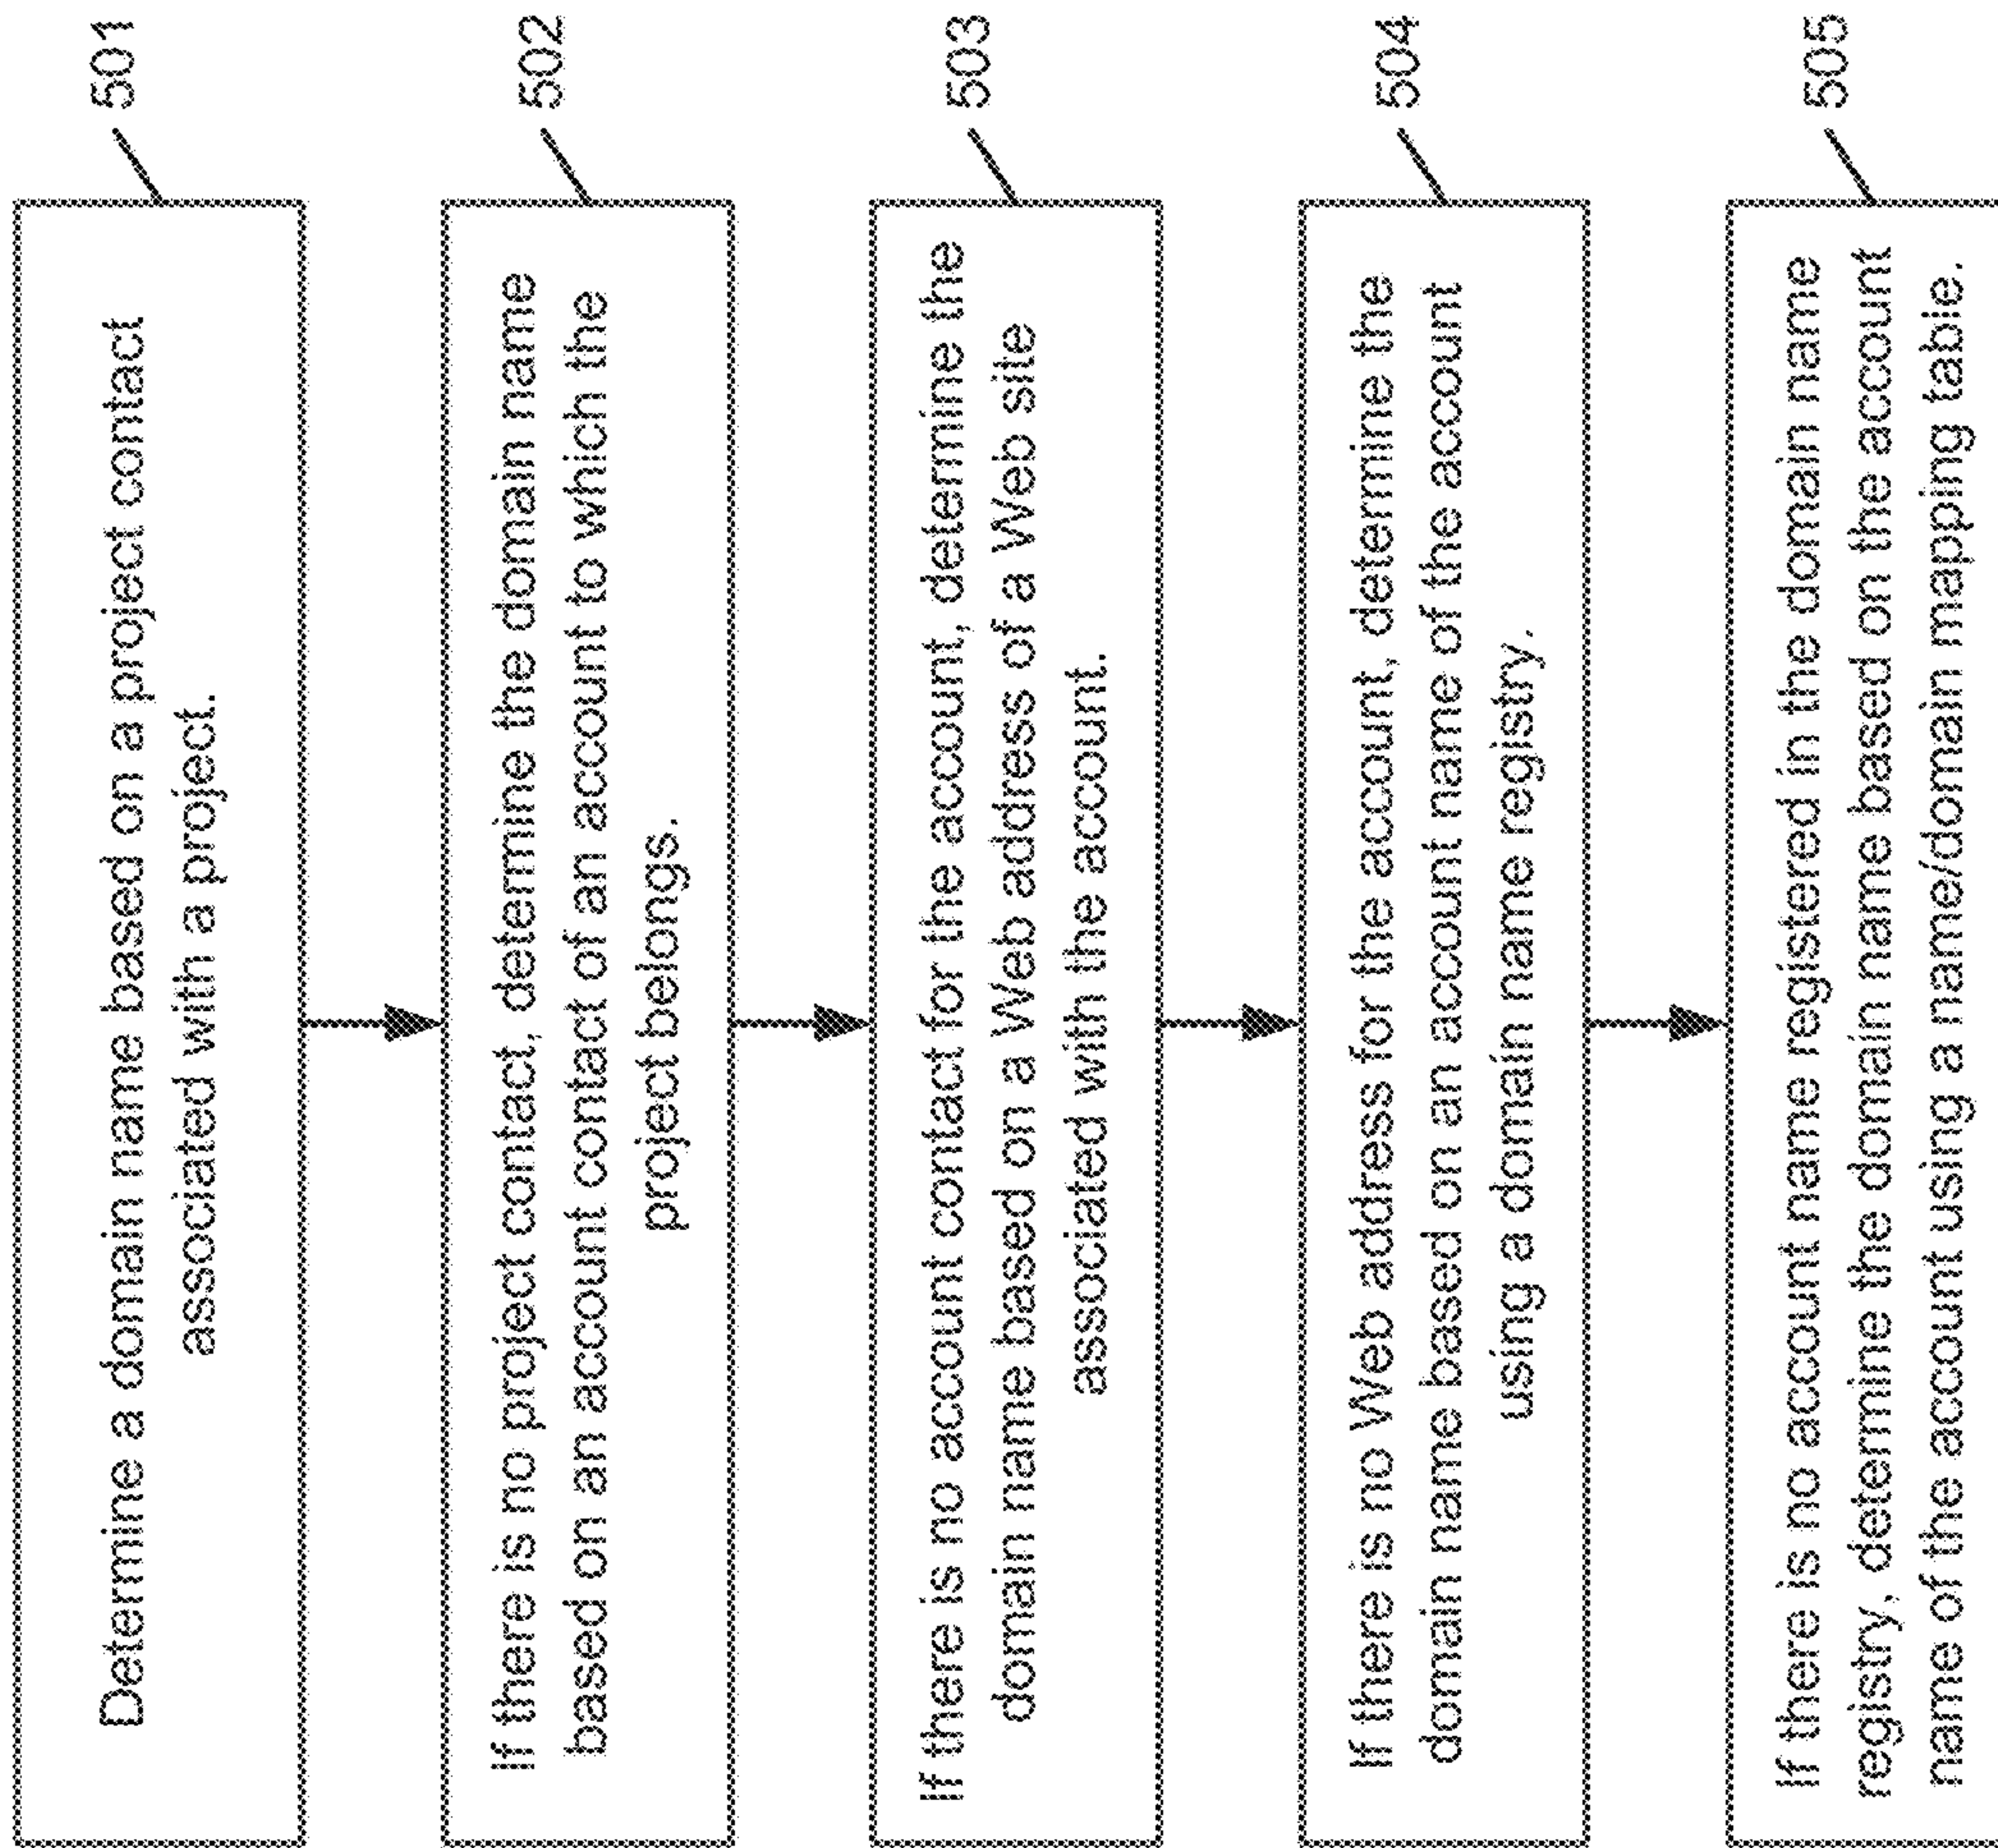 501
Determine a domain name based on a project contact
associated with a project.
502
If there is no project contact, determine the domain name
based on an account contact of an account to which the
project belongs.
503
If there is no account contact for the account, determine the
domain name based on a Web address of a Web site
associated with the account.
504
If there is no Web address for the account, determine the
domain name based on an account name of the account
using a domain name registry.
505
If there is no account name registered in the domain name
registry, determine the domain name based on the account
name of the account using a name/domain mapping table.